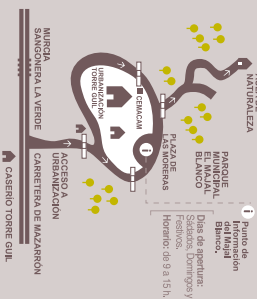 NATURALEZA
MURCIA
SANGONERA LA VERDE
URBANIZACIÓN
TORRE GUIL
CEMACAM
PLAZA DE
LAS MORERAS
PARQUE
MUNICIPAL
EL MAJAL
BLANCO
i
i Punto de
Información
del Majal
Blanco.
Días de apertura:
Sádados, Domingos y
Festivos.
Horario: de 9 a 15 h.
ACCESO A
URBANIZACIÓN
CARRETERA DE MAZARRÓN
CASERÍO TORRE GUIL